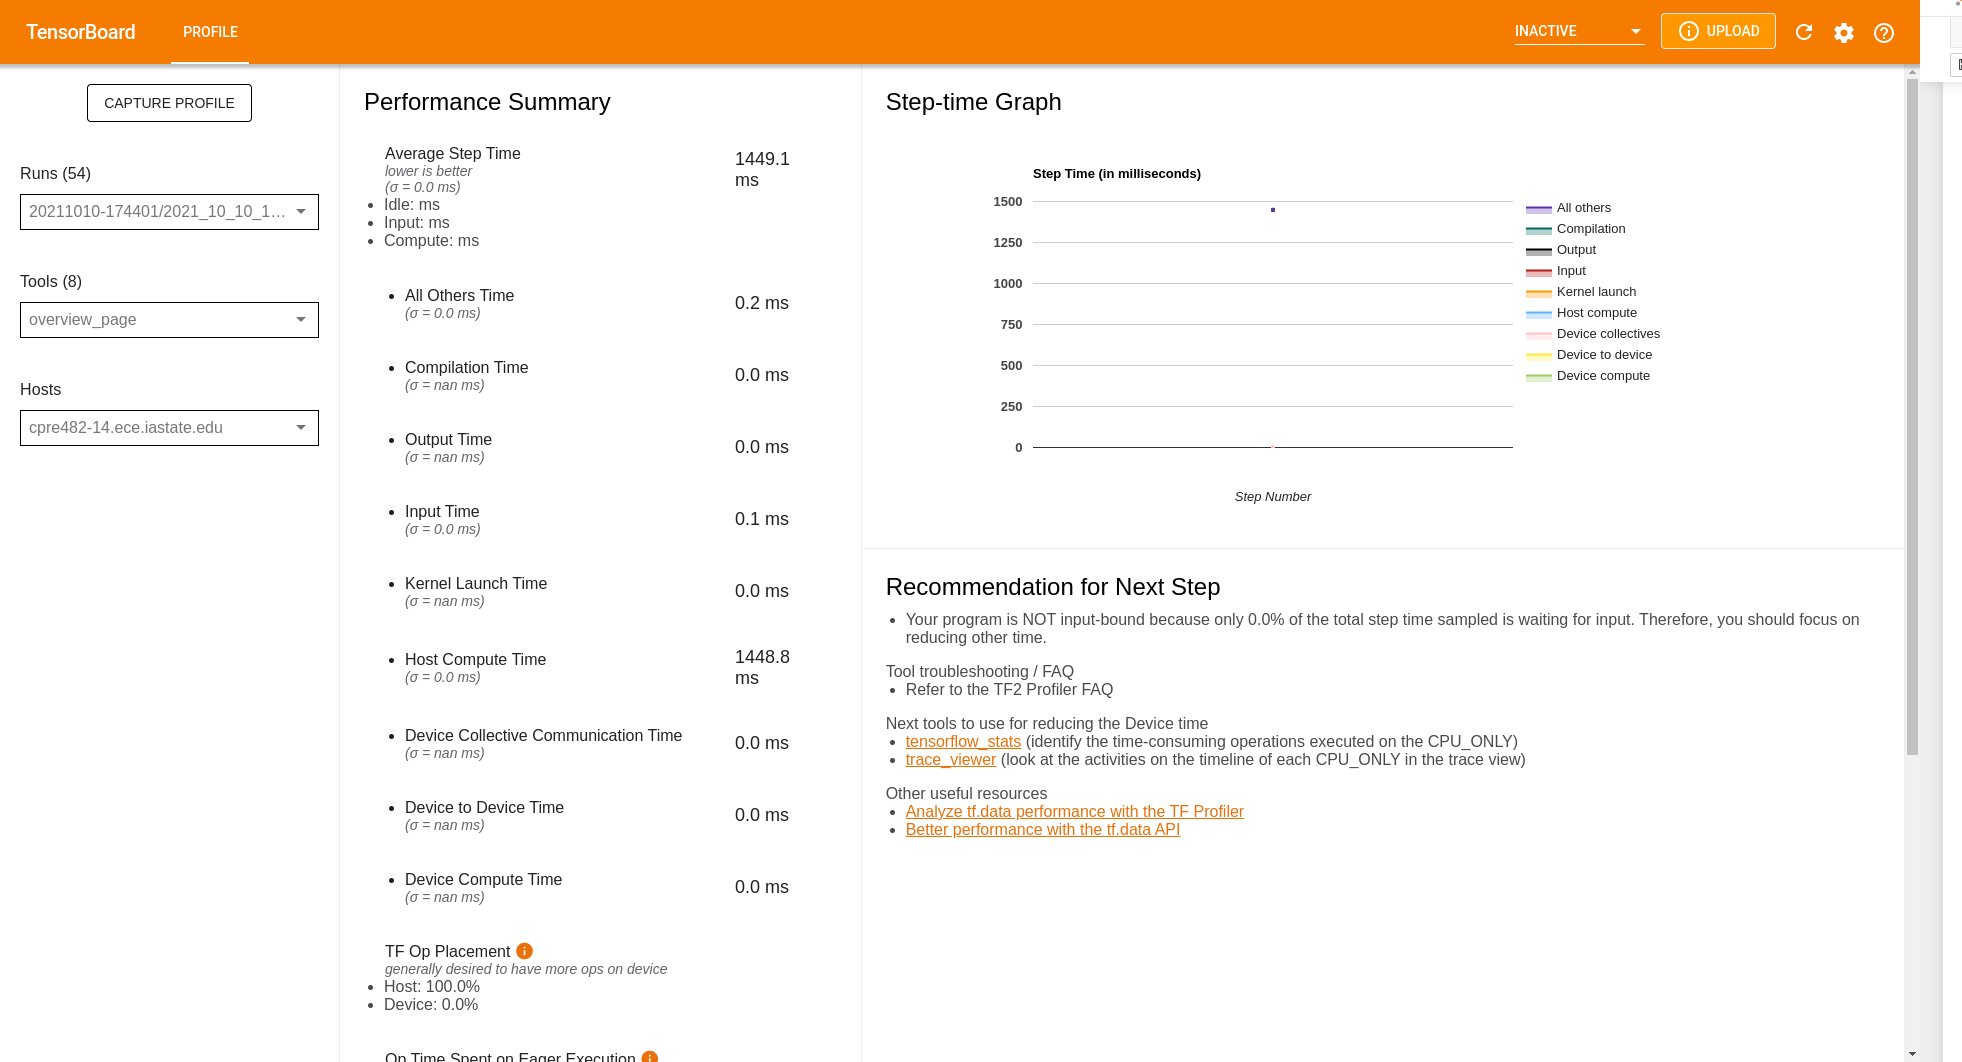 TensorBoard
PROFILE
INACTIVE
UPLOAD
CAPTURE PROFILE
Runs (54)
20211010-174401/2021_10_10_1…
Tools (8)
overview_page
Hosts
cpre482-14.ece.iastate.edu
Performance Summary
Average Step Time
lower is better
(σ = 0.0 ms)
1449.1
ms
Idle: ms
Input: ms
Compute: ms
All Others Time
(σ = 0.0 ms)
0.2 ms
Compilation Time
(σ = nan ms)
0.0 ms
Output Time
(σ = nan ms)
0.0 ms
Input Time
(σ = 0.0 ms)
0.1 ms
Kernel Launch Time
(σ = nan ms)
0.0 ms
Host Compute Time
(σ = 0.0 ms)
1448.8
ms
Device Collective Communication Time
(σ = nan ms)
0.0 ms
Device to Device Time
(σ = nan ms)
0.0 ms
Device Compute Time
(σ = nan ms)
0.0 ms
TF Op Placement
generally desired to have more ops on device
Host: 100.0%
Device: 0.0%
Op Time Spent on Eager Execution
Step-time Graph
Step Time (in milliseconds)
1500
1250
1000
750
500
250
0
Step Number
All others
Compilation
Output
Input
Kernel launch
Host compute
Device collectives
Device to device
Device compute
Recommendation for Next Step
Your program is NOT input-bound because only 0.0% of the total step time sampled is waiting for input. Therefore, you should focus on
reducing other time.
Tool troubleshooting / FAQ
Refer to the TF2 Profiler FAQ
Next tools to use for reducing the Device time
tensorflow_stats (identify the time-consuming operations executed on the CPU_ONLY)
trace_viewer (look at the activities on the timeline of each CPU_ONLY in the trace view)
Other useful resources
Analyze tf.data performance with the TF Profiler
Better performance with the tf.data API